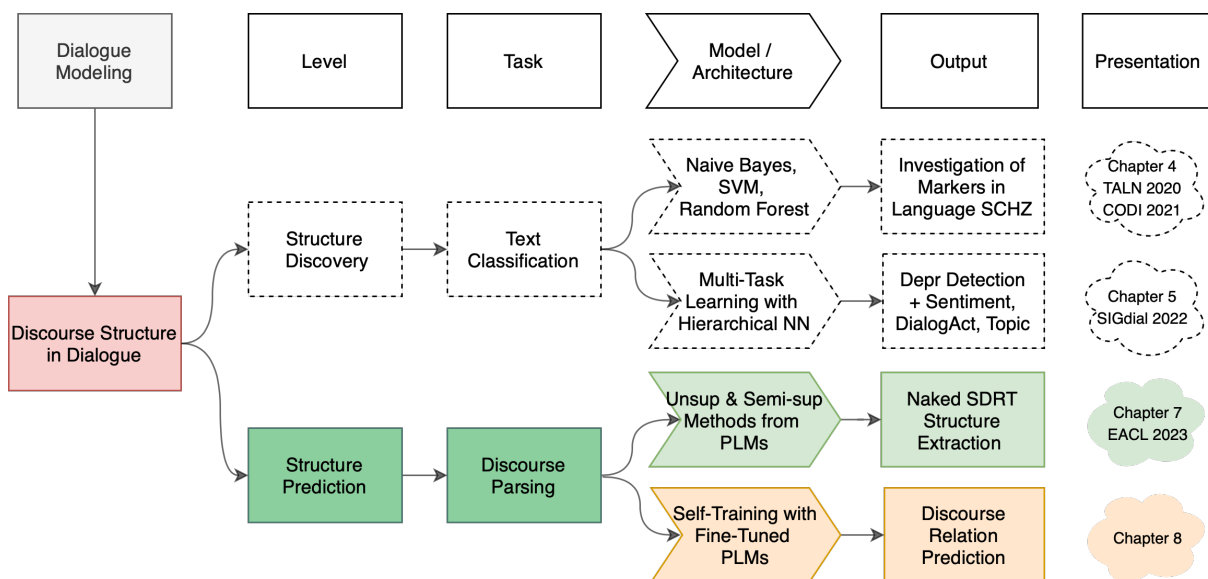 Dialogue
Modeling
Level
Task
Model /
Architecture
Output
Presentation
Naive Bayes,
SVM,
Random Forest
Investigation of
Markers in
Language SCHZ
Chapter 4
TALN 2020
CODI 2021
Structure
Discovery
Text
Classification
Multi-Task
Learning with
Hierarchical NN
Depr Detection
+ Sentiment,
DialogAct, Topic
Chapter 5
SIGdial 2022
Discourse Structure
in Dialogue
Unsup & Semi-sup
Methods from
PLMs
Naked SDRT
Structure
Extraction
Chapter 7
EACL 2023
Structure
Prediction
Discourse
Parsing
Self-Training with
Fine-Tuned
PLMs
Discourse
Relation
Prediction
Chapter 8